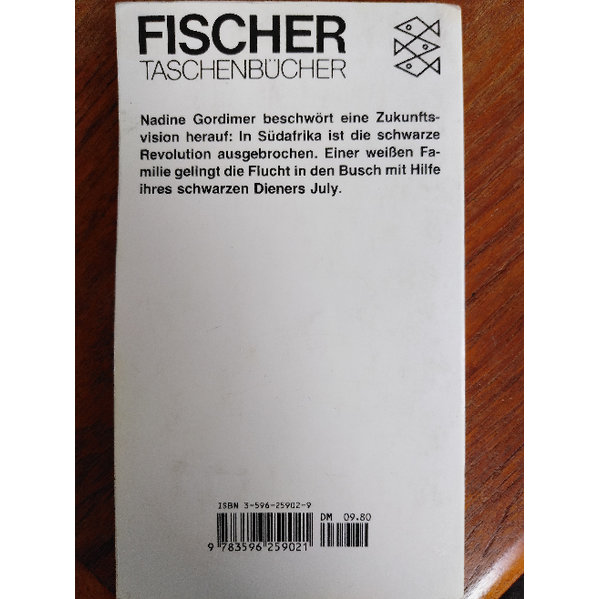 FISCHER
TASCHENBÜCHER
Nadine Gordimer beschwört eine Zukunfts-
vision herauf: In Südafrika ist die schwarze
Revolution ausgebrochen. Einer weißen Fa-
milie gelingt die Flucht in den Busch mit Hilfe
ihres schwarzen Dieners July.
ISBN 3-596-25902-9
DM 09.80
9 783596 259021